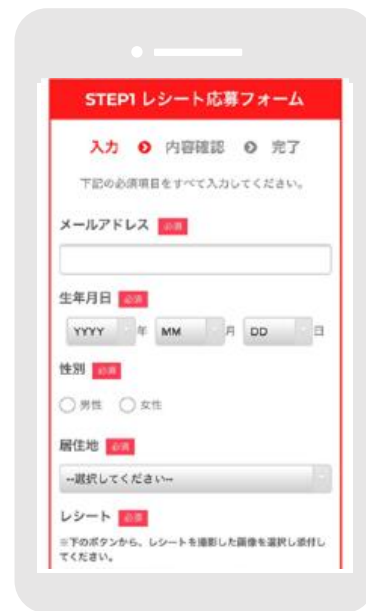 STEP1 レシート応募フォーム
入力 内容確認 完了
下記の必須項目をすべて入力してください。
メールアドレス 必須
生年月日 必須
YYYY 年 MM 月 DD 日
性別 必須
男性 女性
居住地 必須
--選択してください--
レシート 必須
※下のボタンから、レシートを撮影した画像を選択し添付し
てください。